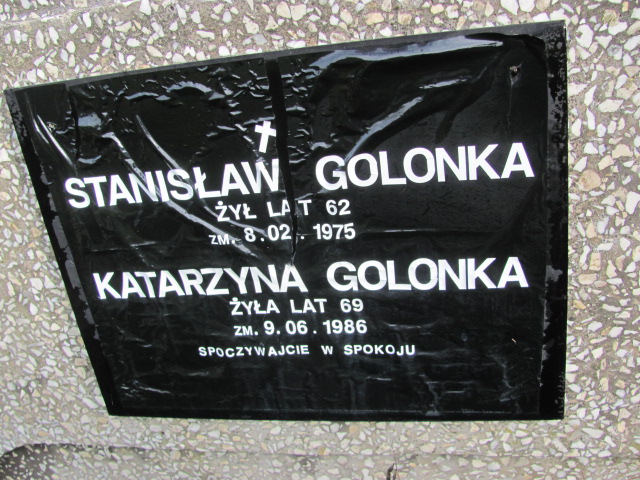 STANISŁAW GOLONKA
ŻYŁ LAT 62
ZM. 8.02. 1975
KATARZYNA GOLONKA
ŻYŁA LAT 69
ZM. 9.06.1986
SPOCZYWAJCIE W SPOKOJU